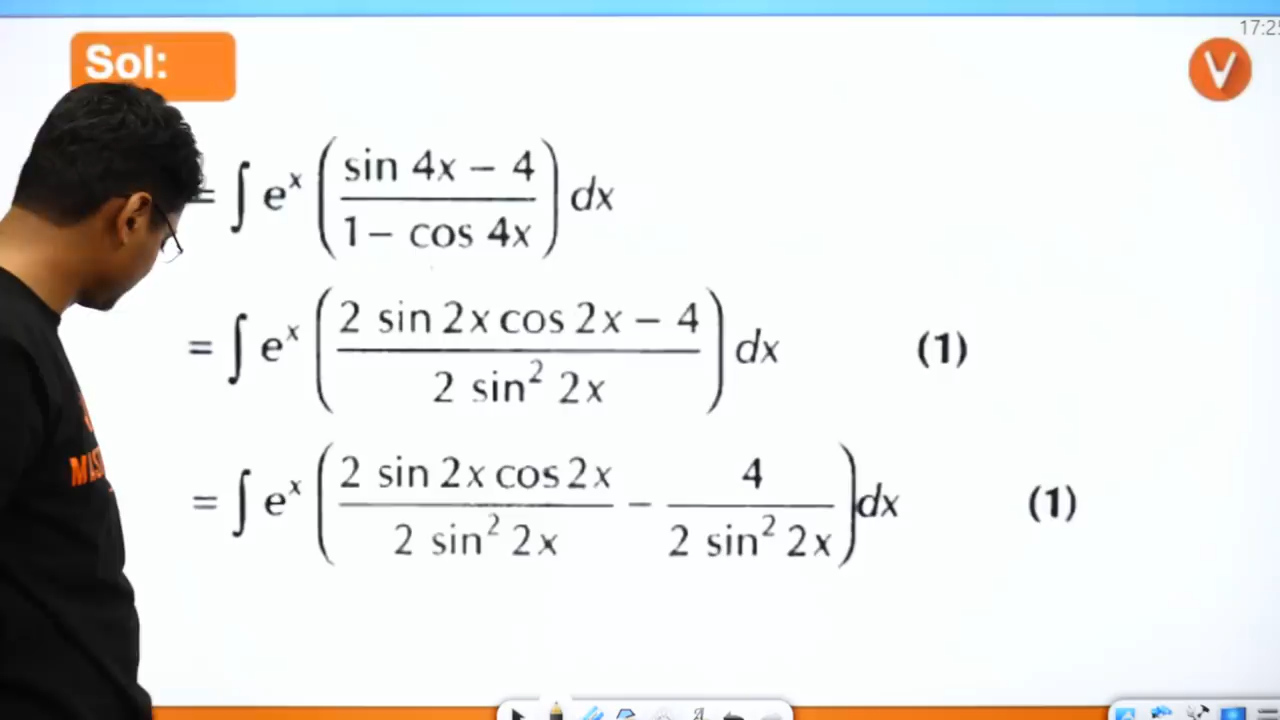 17:25
Sol:
V
= ∫ eˣ ( (sin 4x − 4) / (1 − cos 4x) ) dx
= ∫ eˣ ( (2 sin 2x cos 2x − 4) / (2 sin² 2x) ) dx (1)
= ∫ eˣ ( (2 sin 2x cos 2x) / (2 sin² 2x) − 4 / (2 sin² 2x) ) dx (1)